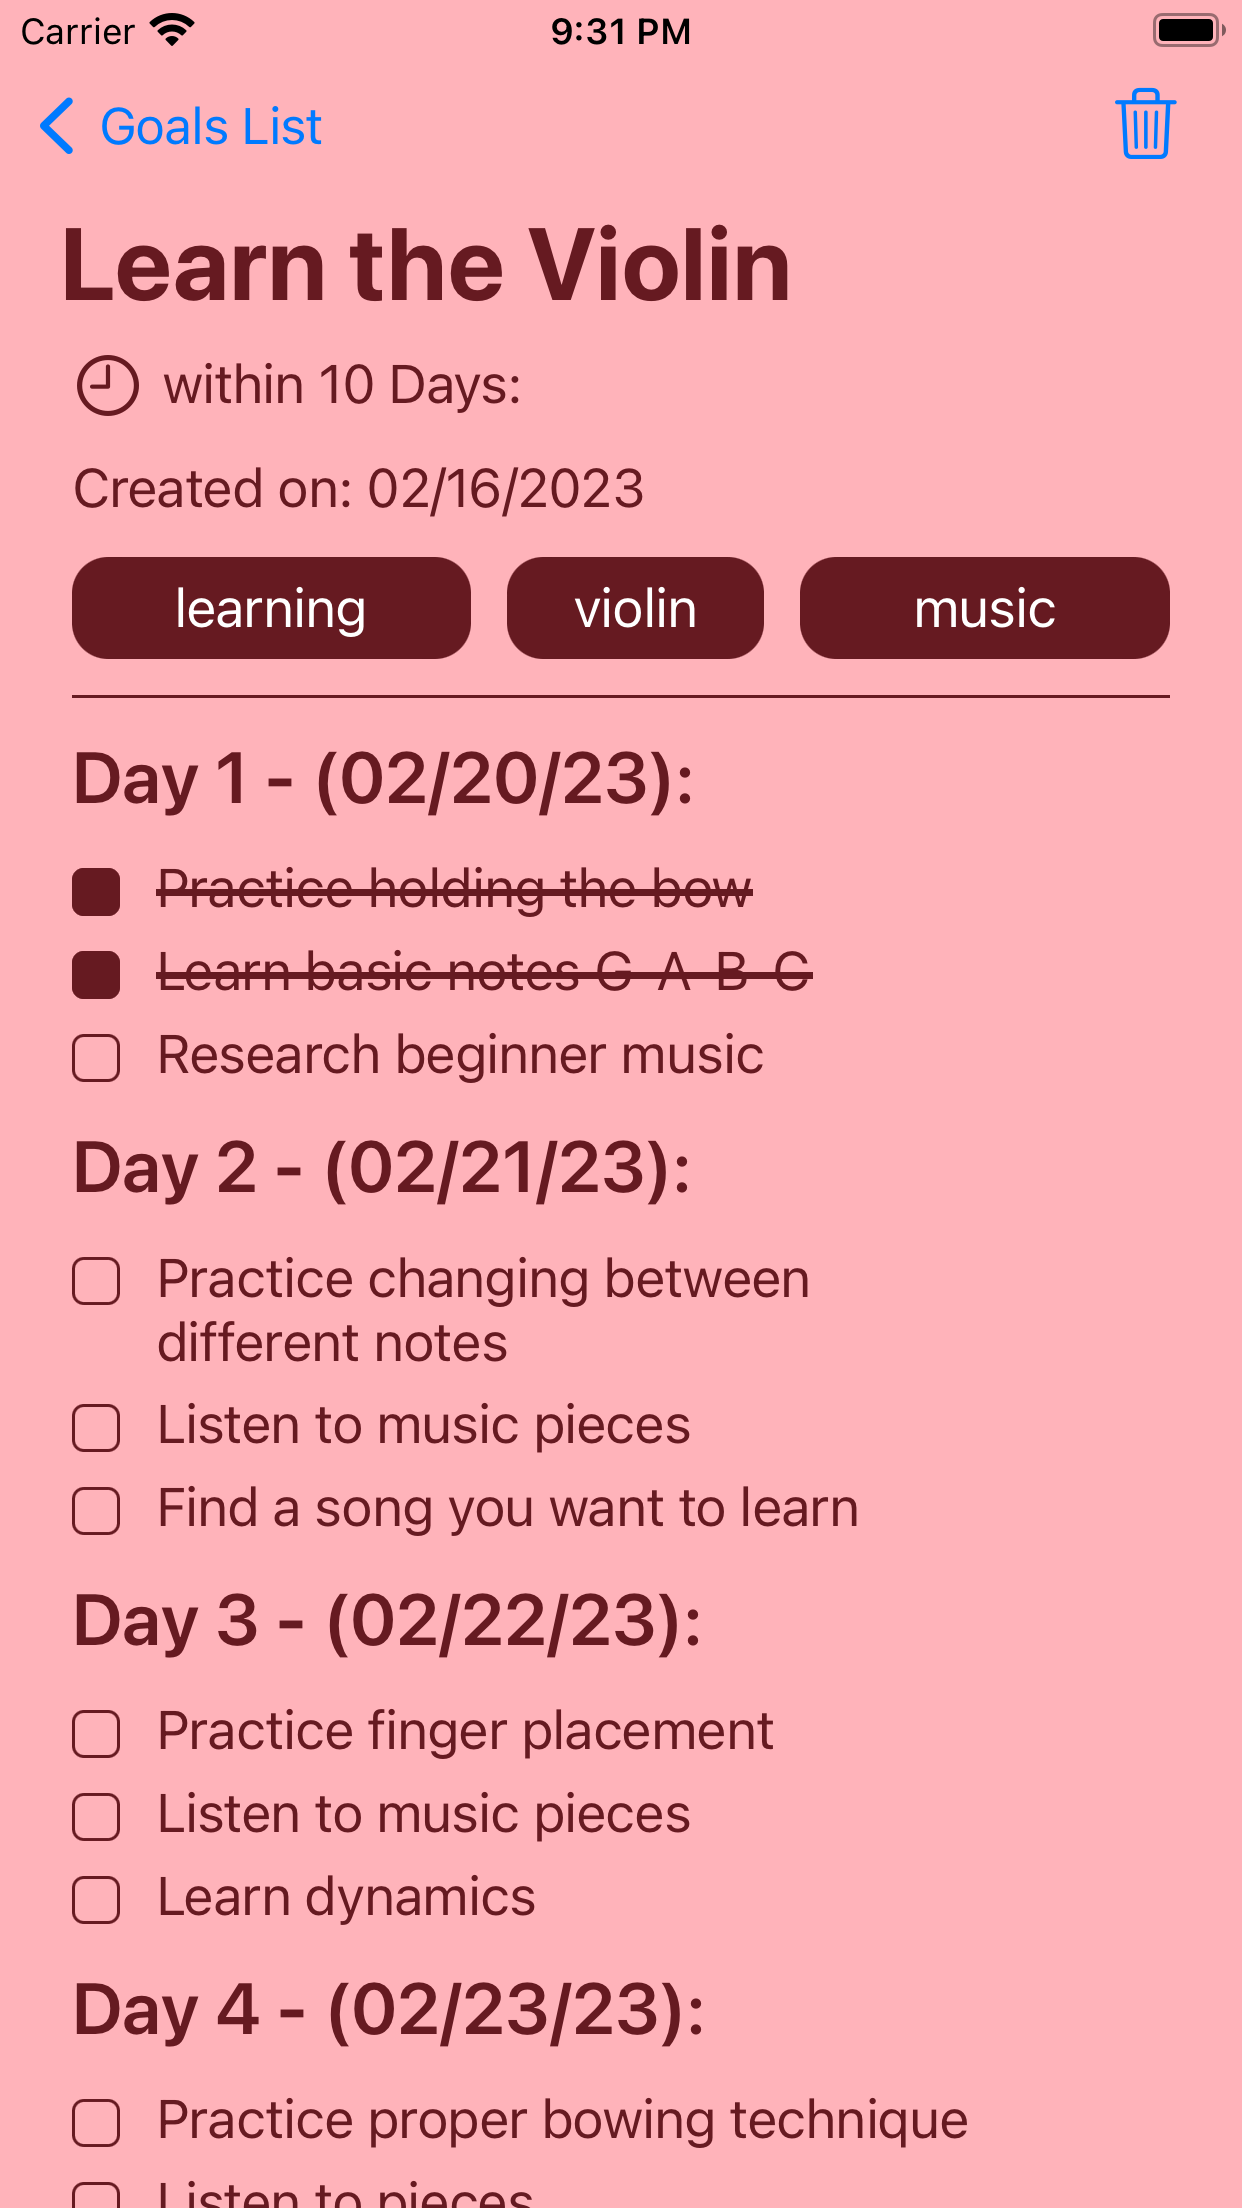 Carrier 9:31 PM
Goals List
Learn the Violin
within 10 Days:
Created on: 02/16/2023
learning violin music
Day 1 - (02/20/23):
Practice holding the bow
Learn basic notes G-A-B-C
Research beginner music
Day 2 - (02/21/23):
Practice changing between
different notes
Listen to music pieces
Find a song you want to learn
Day 3 - (02/22/23):
Practice finger placement
Listen to music pieces
Learn dynamics
Day 4 - (02/23/23):
Practice proper bowing technique
Listen to pieces